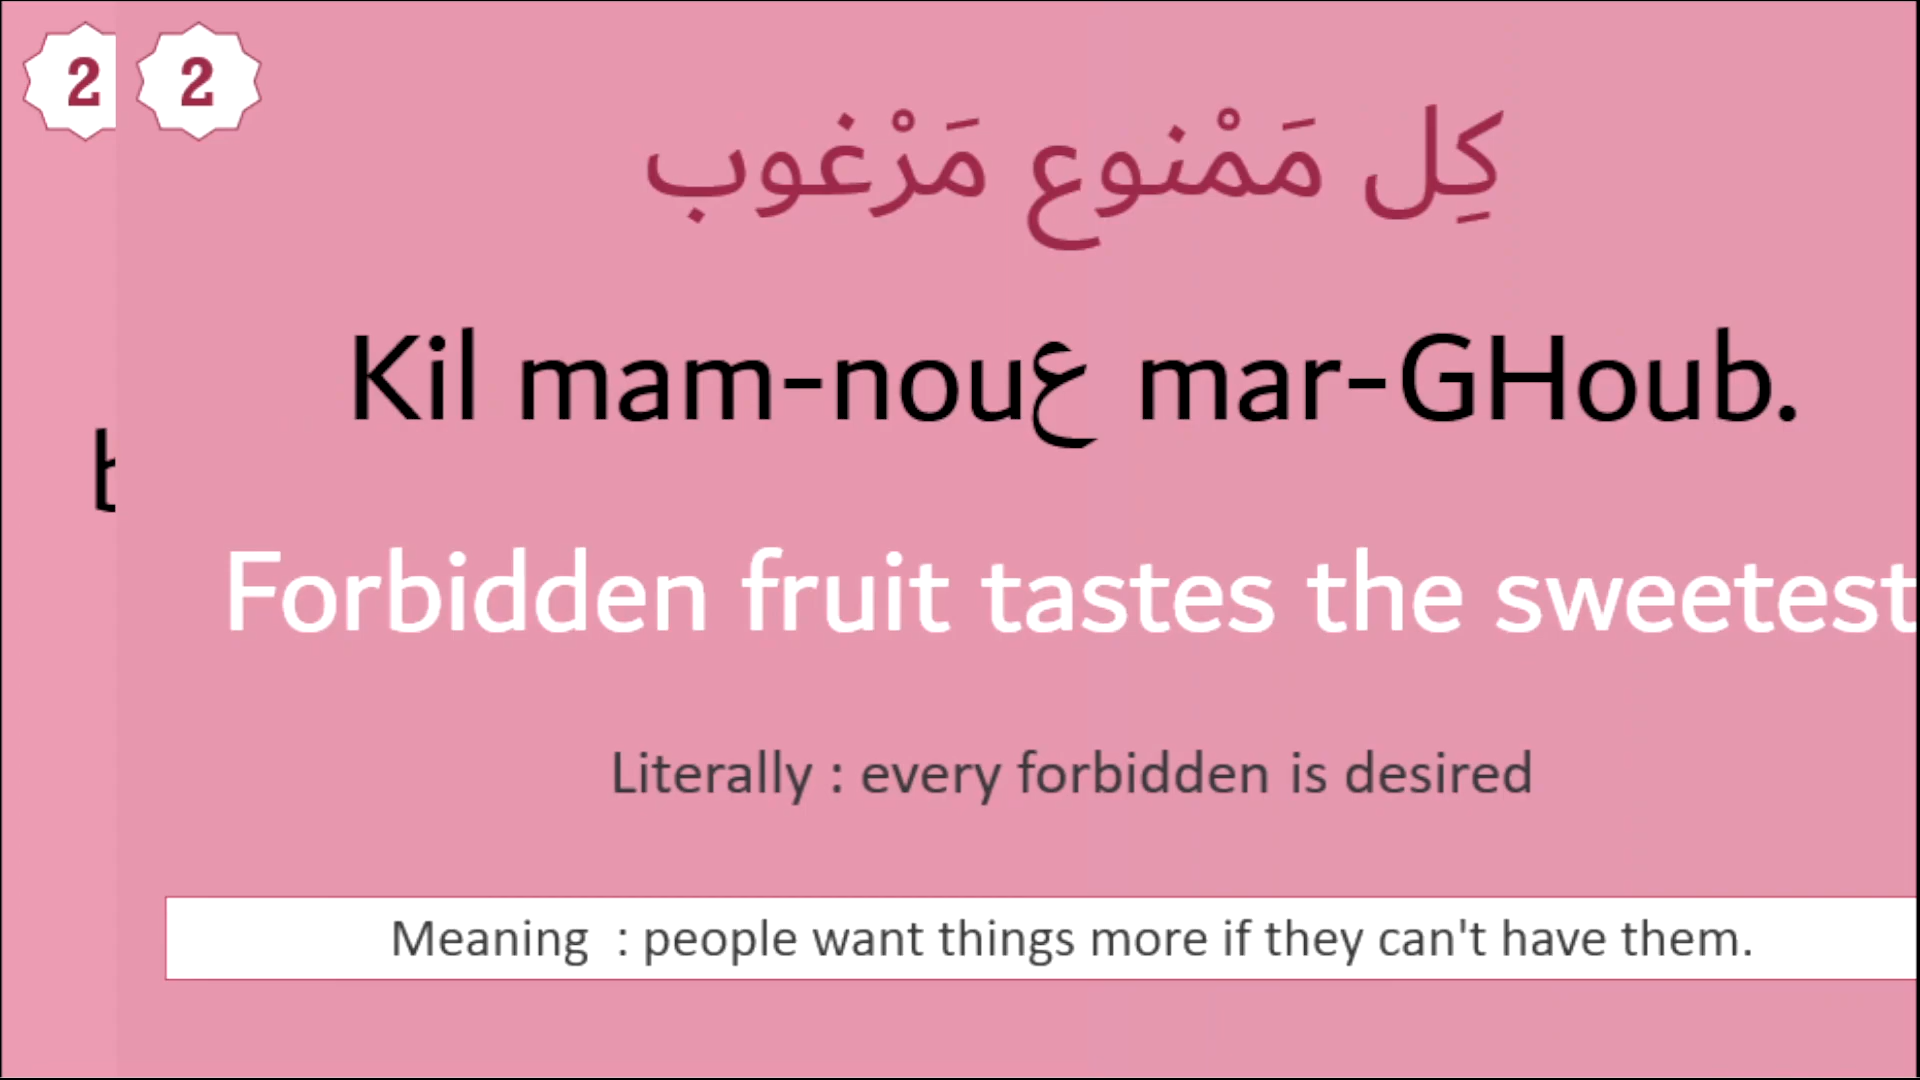 2 2
كِل مَمْنوع مَرْغوب
Kil mam-nouع mar-GHoub.
Forbidden fruit tastes the sweetest
Literally : every forbidden is desired
Meaning : people want things more if they can't have them.